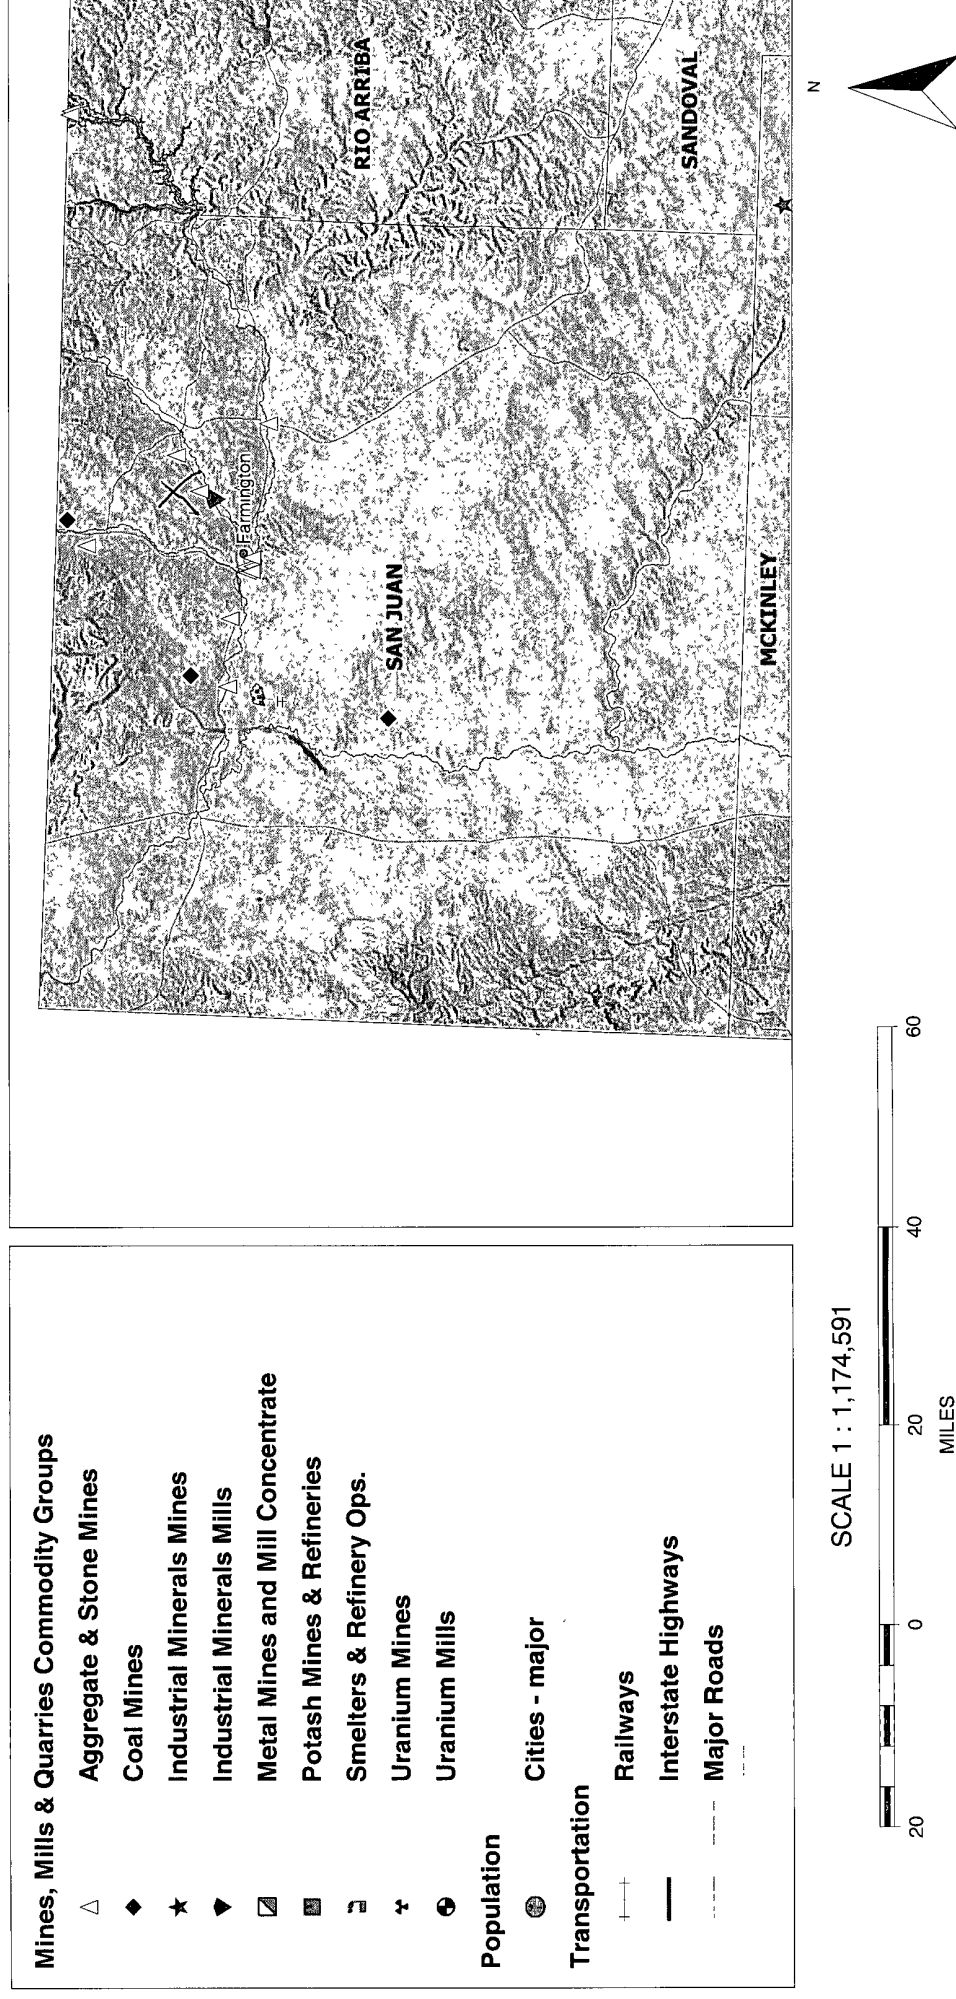 Mines, Mills & Quarries Commodity Groups
Aggregate & Stone Mines
Coal Mines
Industrial Minerals Mines
Industrial Minerals Mills
Metal Mines and Mill Concentrate
Potash Mines & Refineries
Smelters & Refinery Ops.
Uranium Mines
Uranium Mills
Population
Cities - major
Transportation
Railways
Interstate Highways
Major Roads
Farmington
RIO ARRIBA
SAN JUAN
SANDOVAL
MCKINLEY
N
SCALE 1 : 1,174,591
20 0 20 40 60
MILES